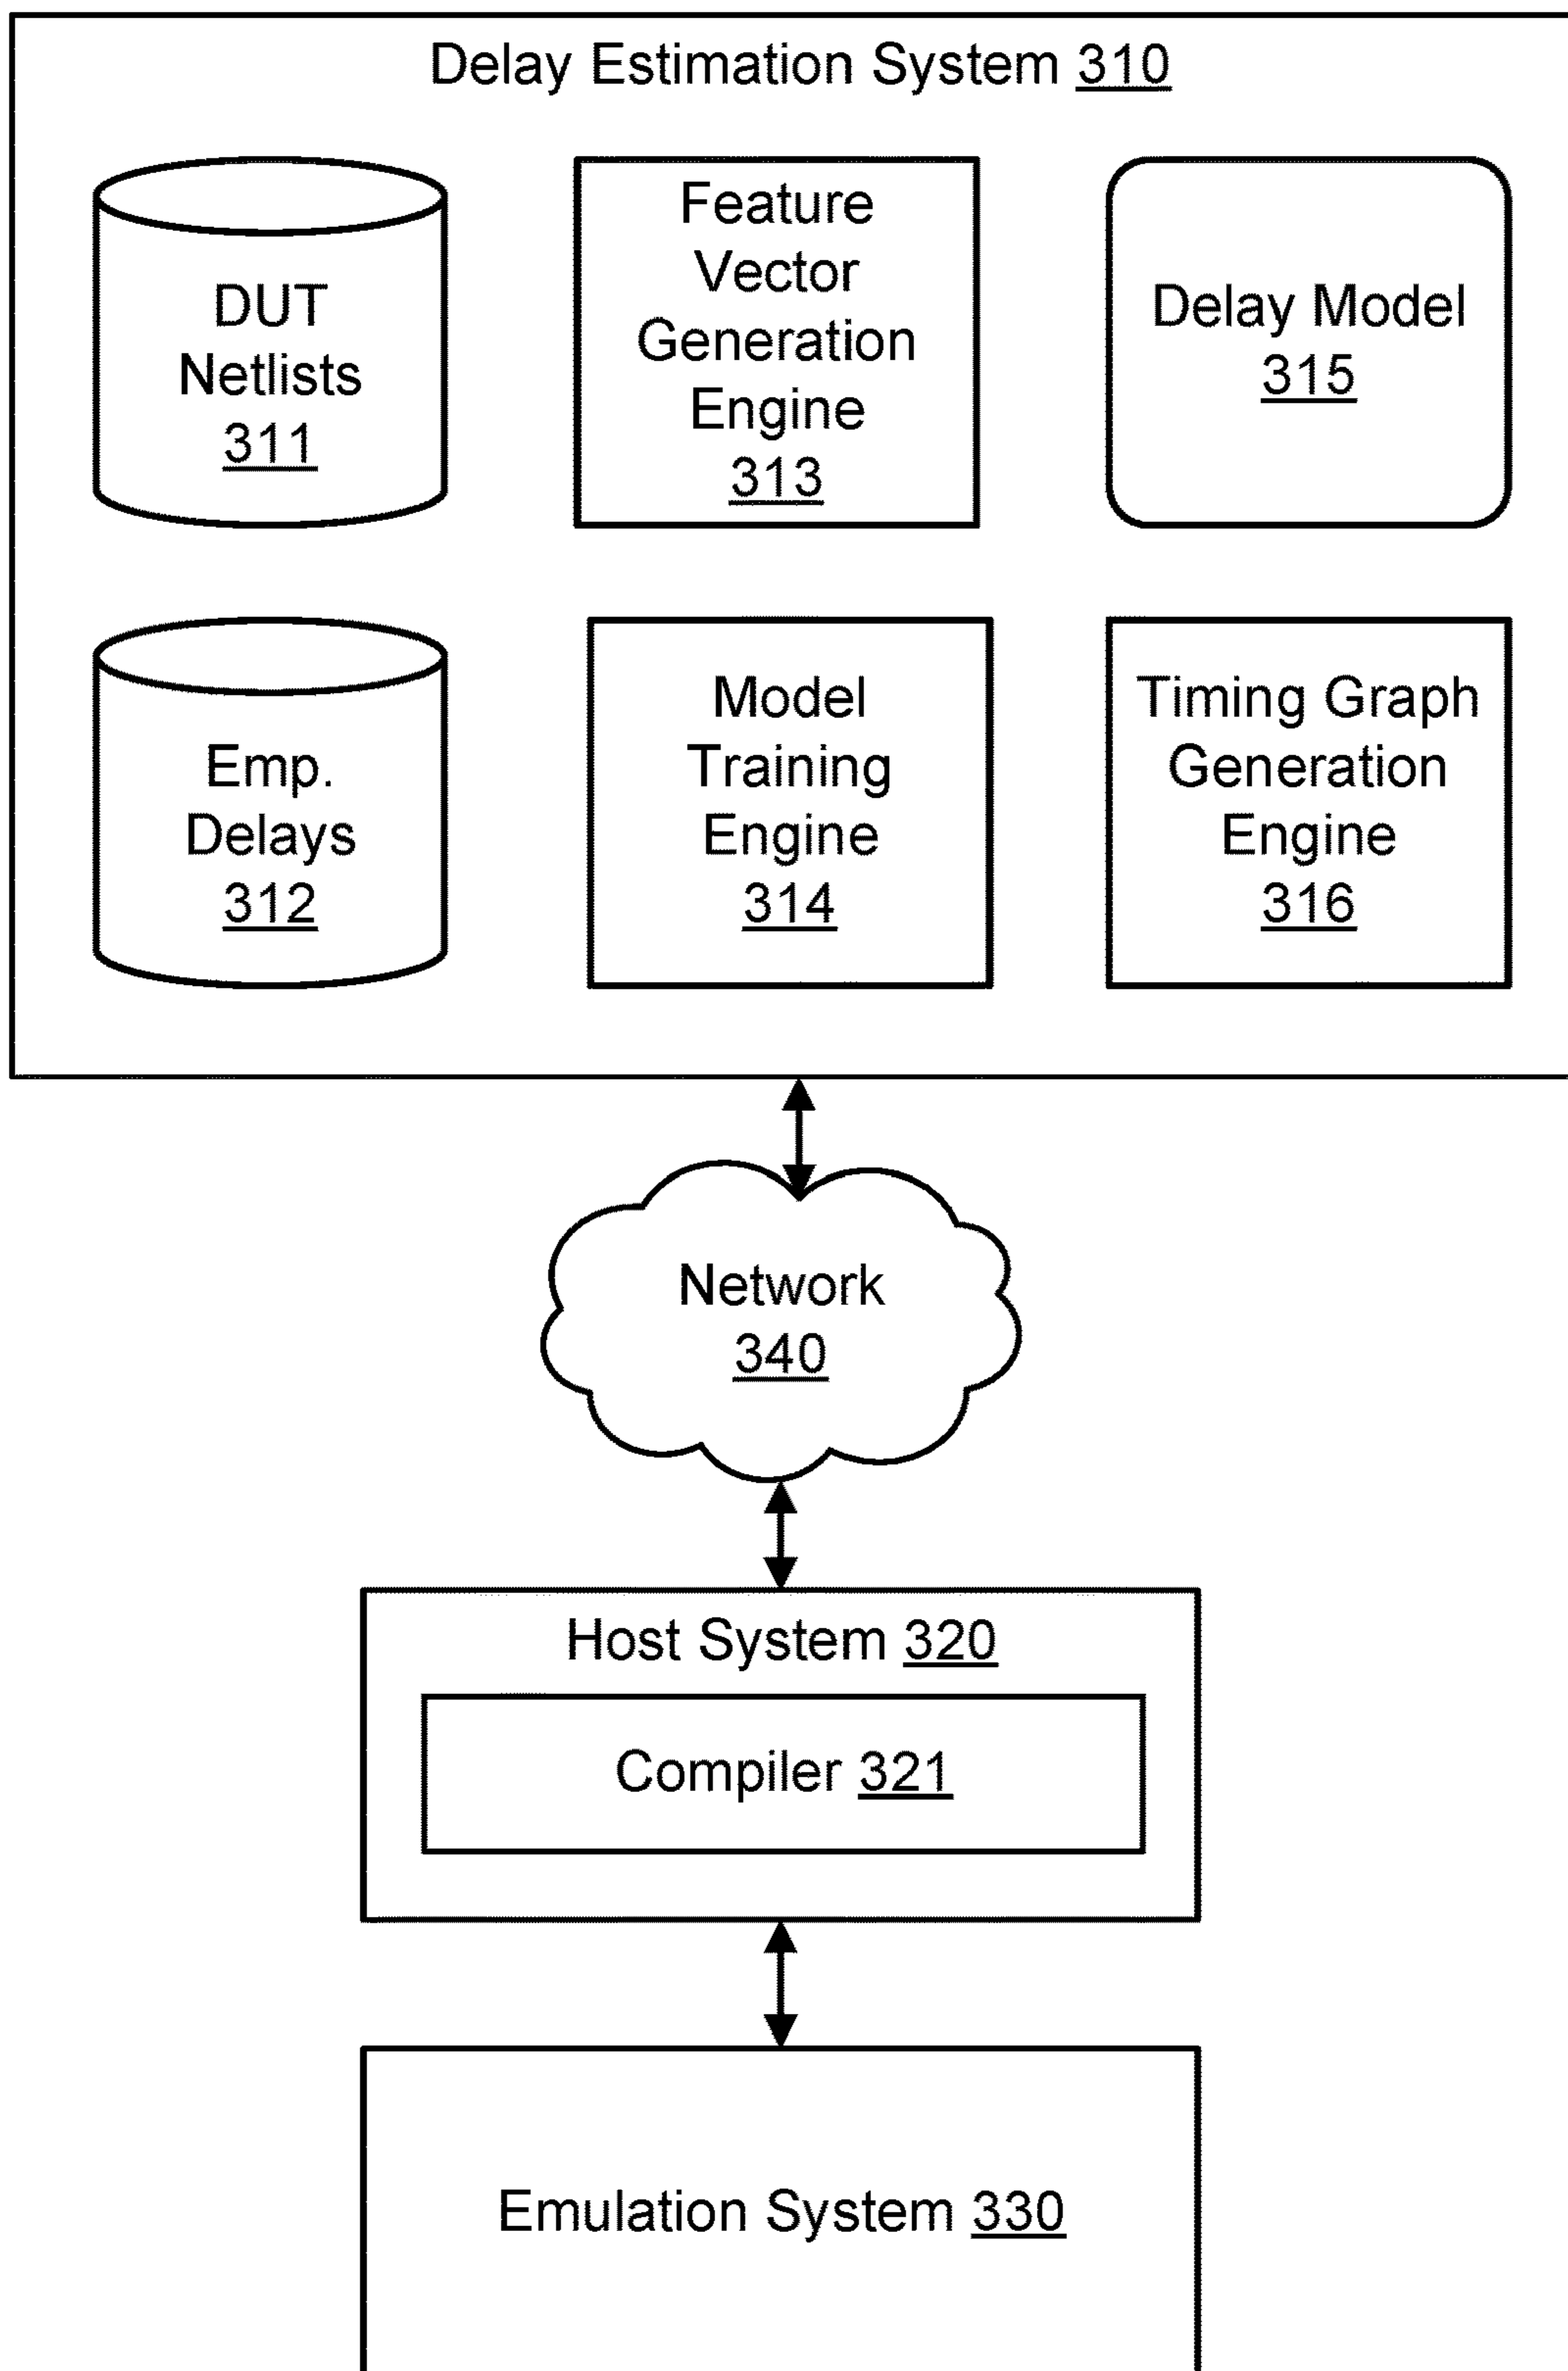 Delay Estimation System 310
DUT
Netlists
311
Feature
Vector
Generation
Engine
313
Delay Model
315
Emp.
Delays
312
Model
Training
Engine
314
Timing Graph
Generation
Engine
316
Network
340
Host System 320
Compiler 321
Emulation System 330